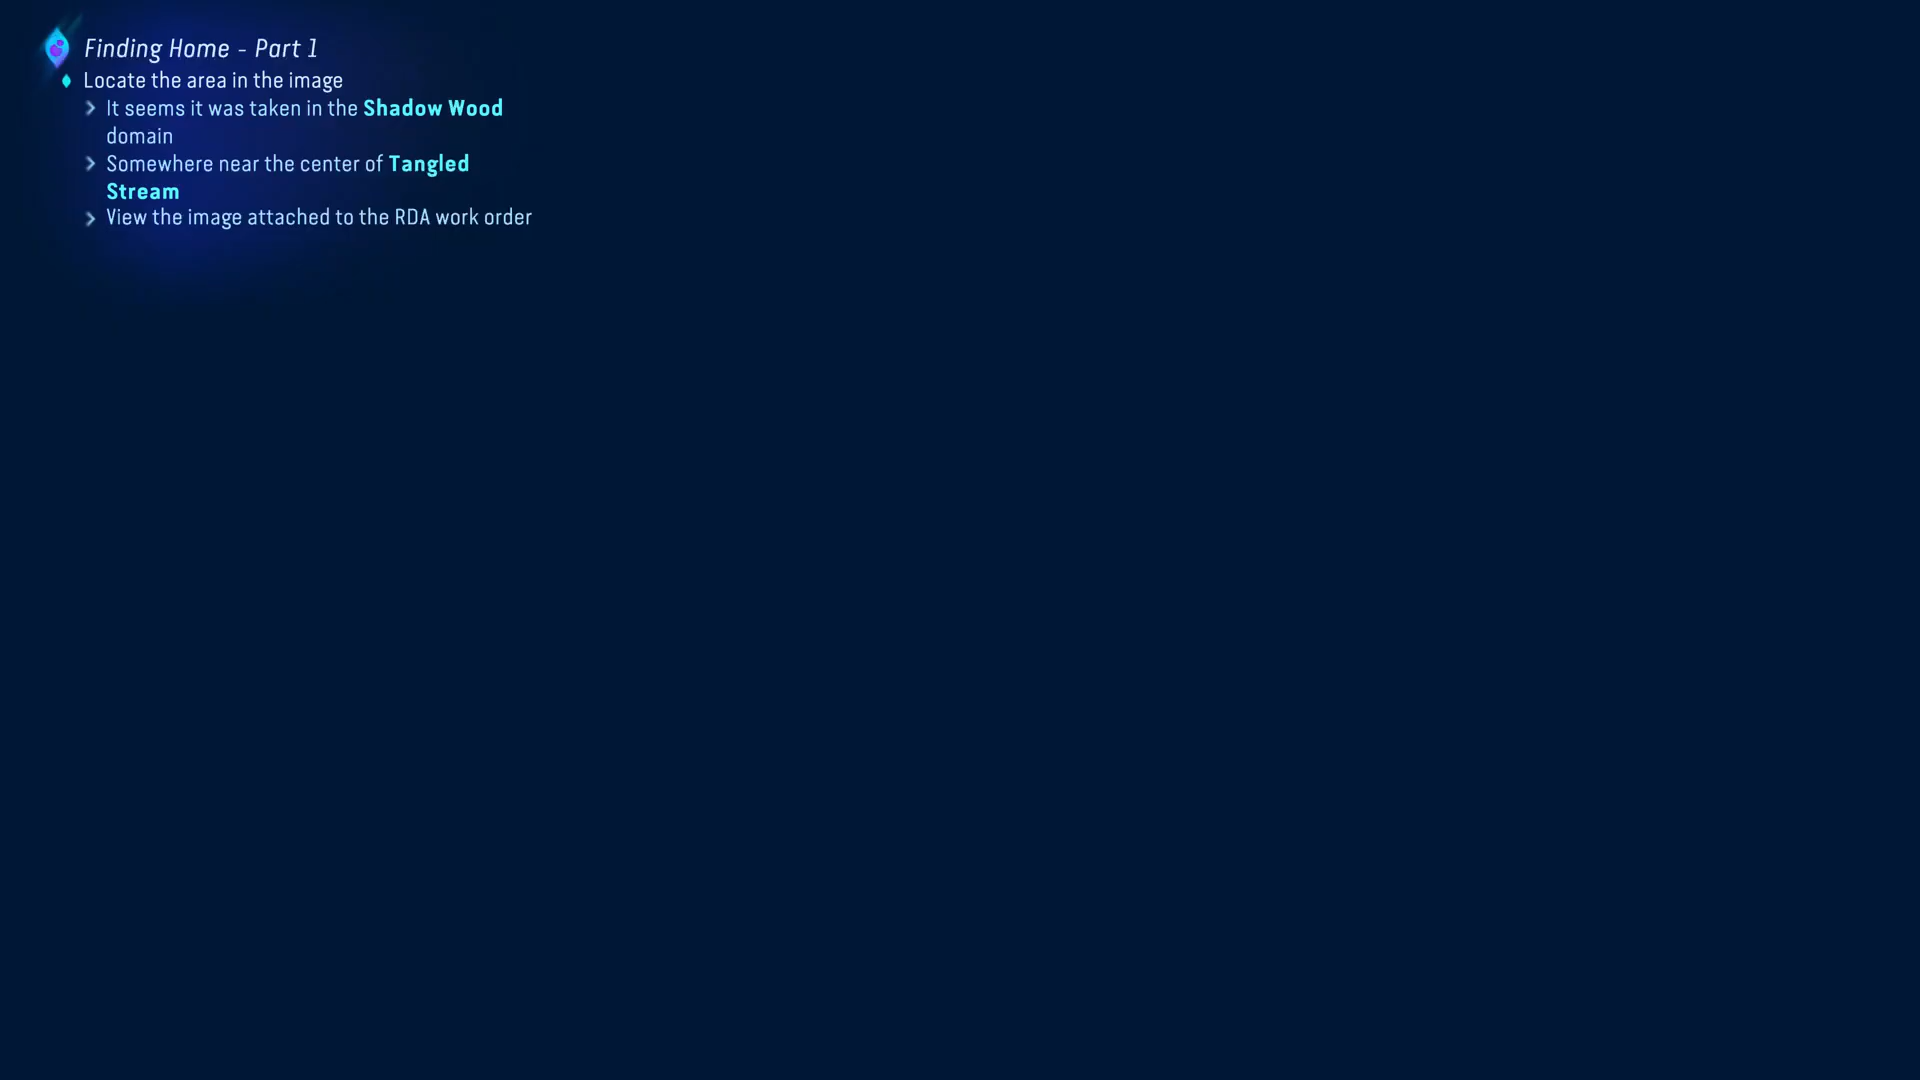 Finding Home - Part 1
Locate the area in the image
It seems it was taken in the Shadow Wood
domain
Somewhere near the center of Tangled
Stream
View the image attached to the RDA work order